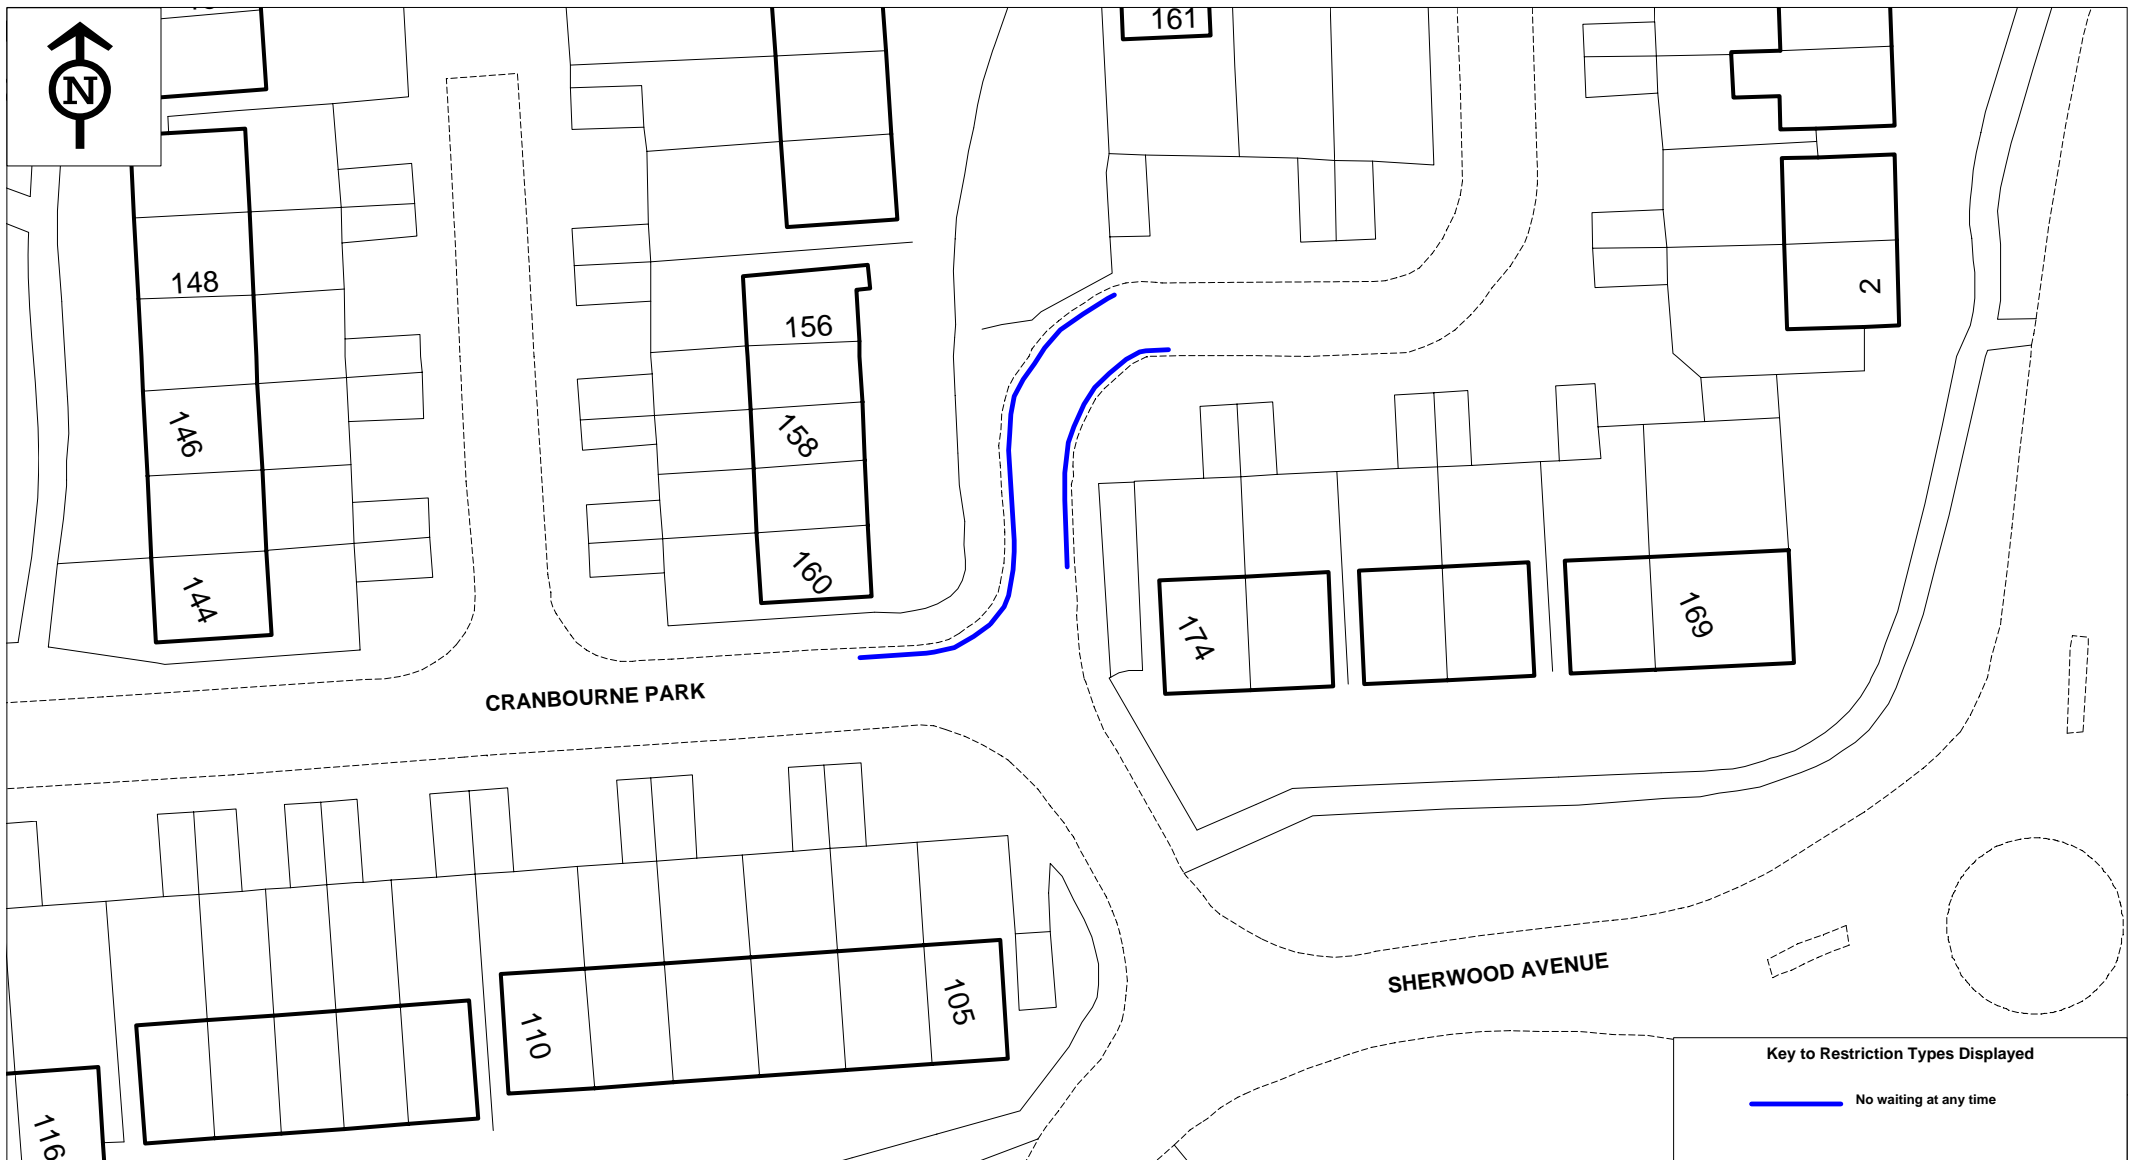 161
N
148
2
156
146
158
160
144
174
169
CRANBOURNE PARK
SHERWOOD AVENUE
105
110
Key to Restriction Types Displayed
No waiting at any time
116